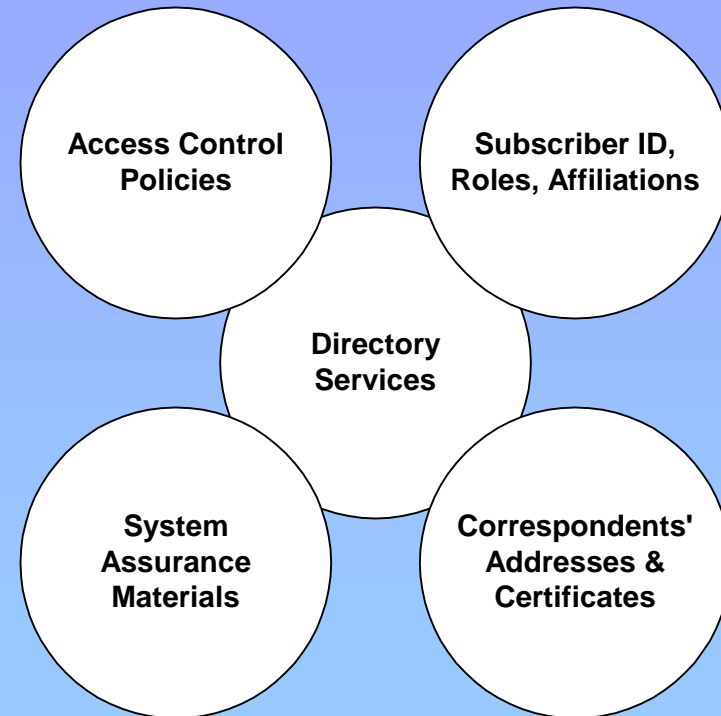 Access Control
Policies
Subscriber ID,
Roles, Affiliations
Directory
Services
System
Assurance
Materials
Correspondents'
Addresses &
Certificates